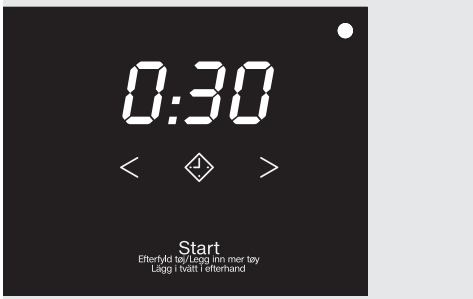 0:30
< >
Start
Efterfyld tøj/Legg inn mer tøy
Lägg i tvätt i efterhand